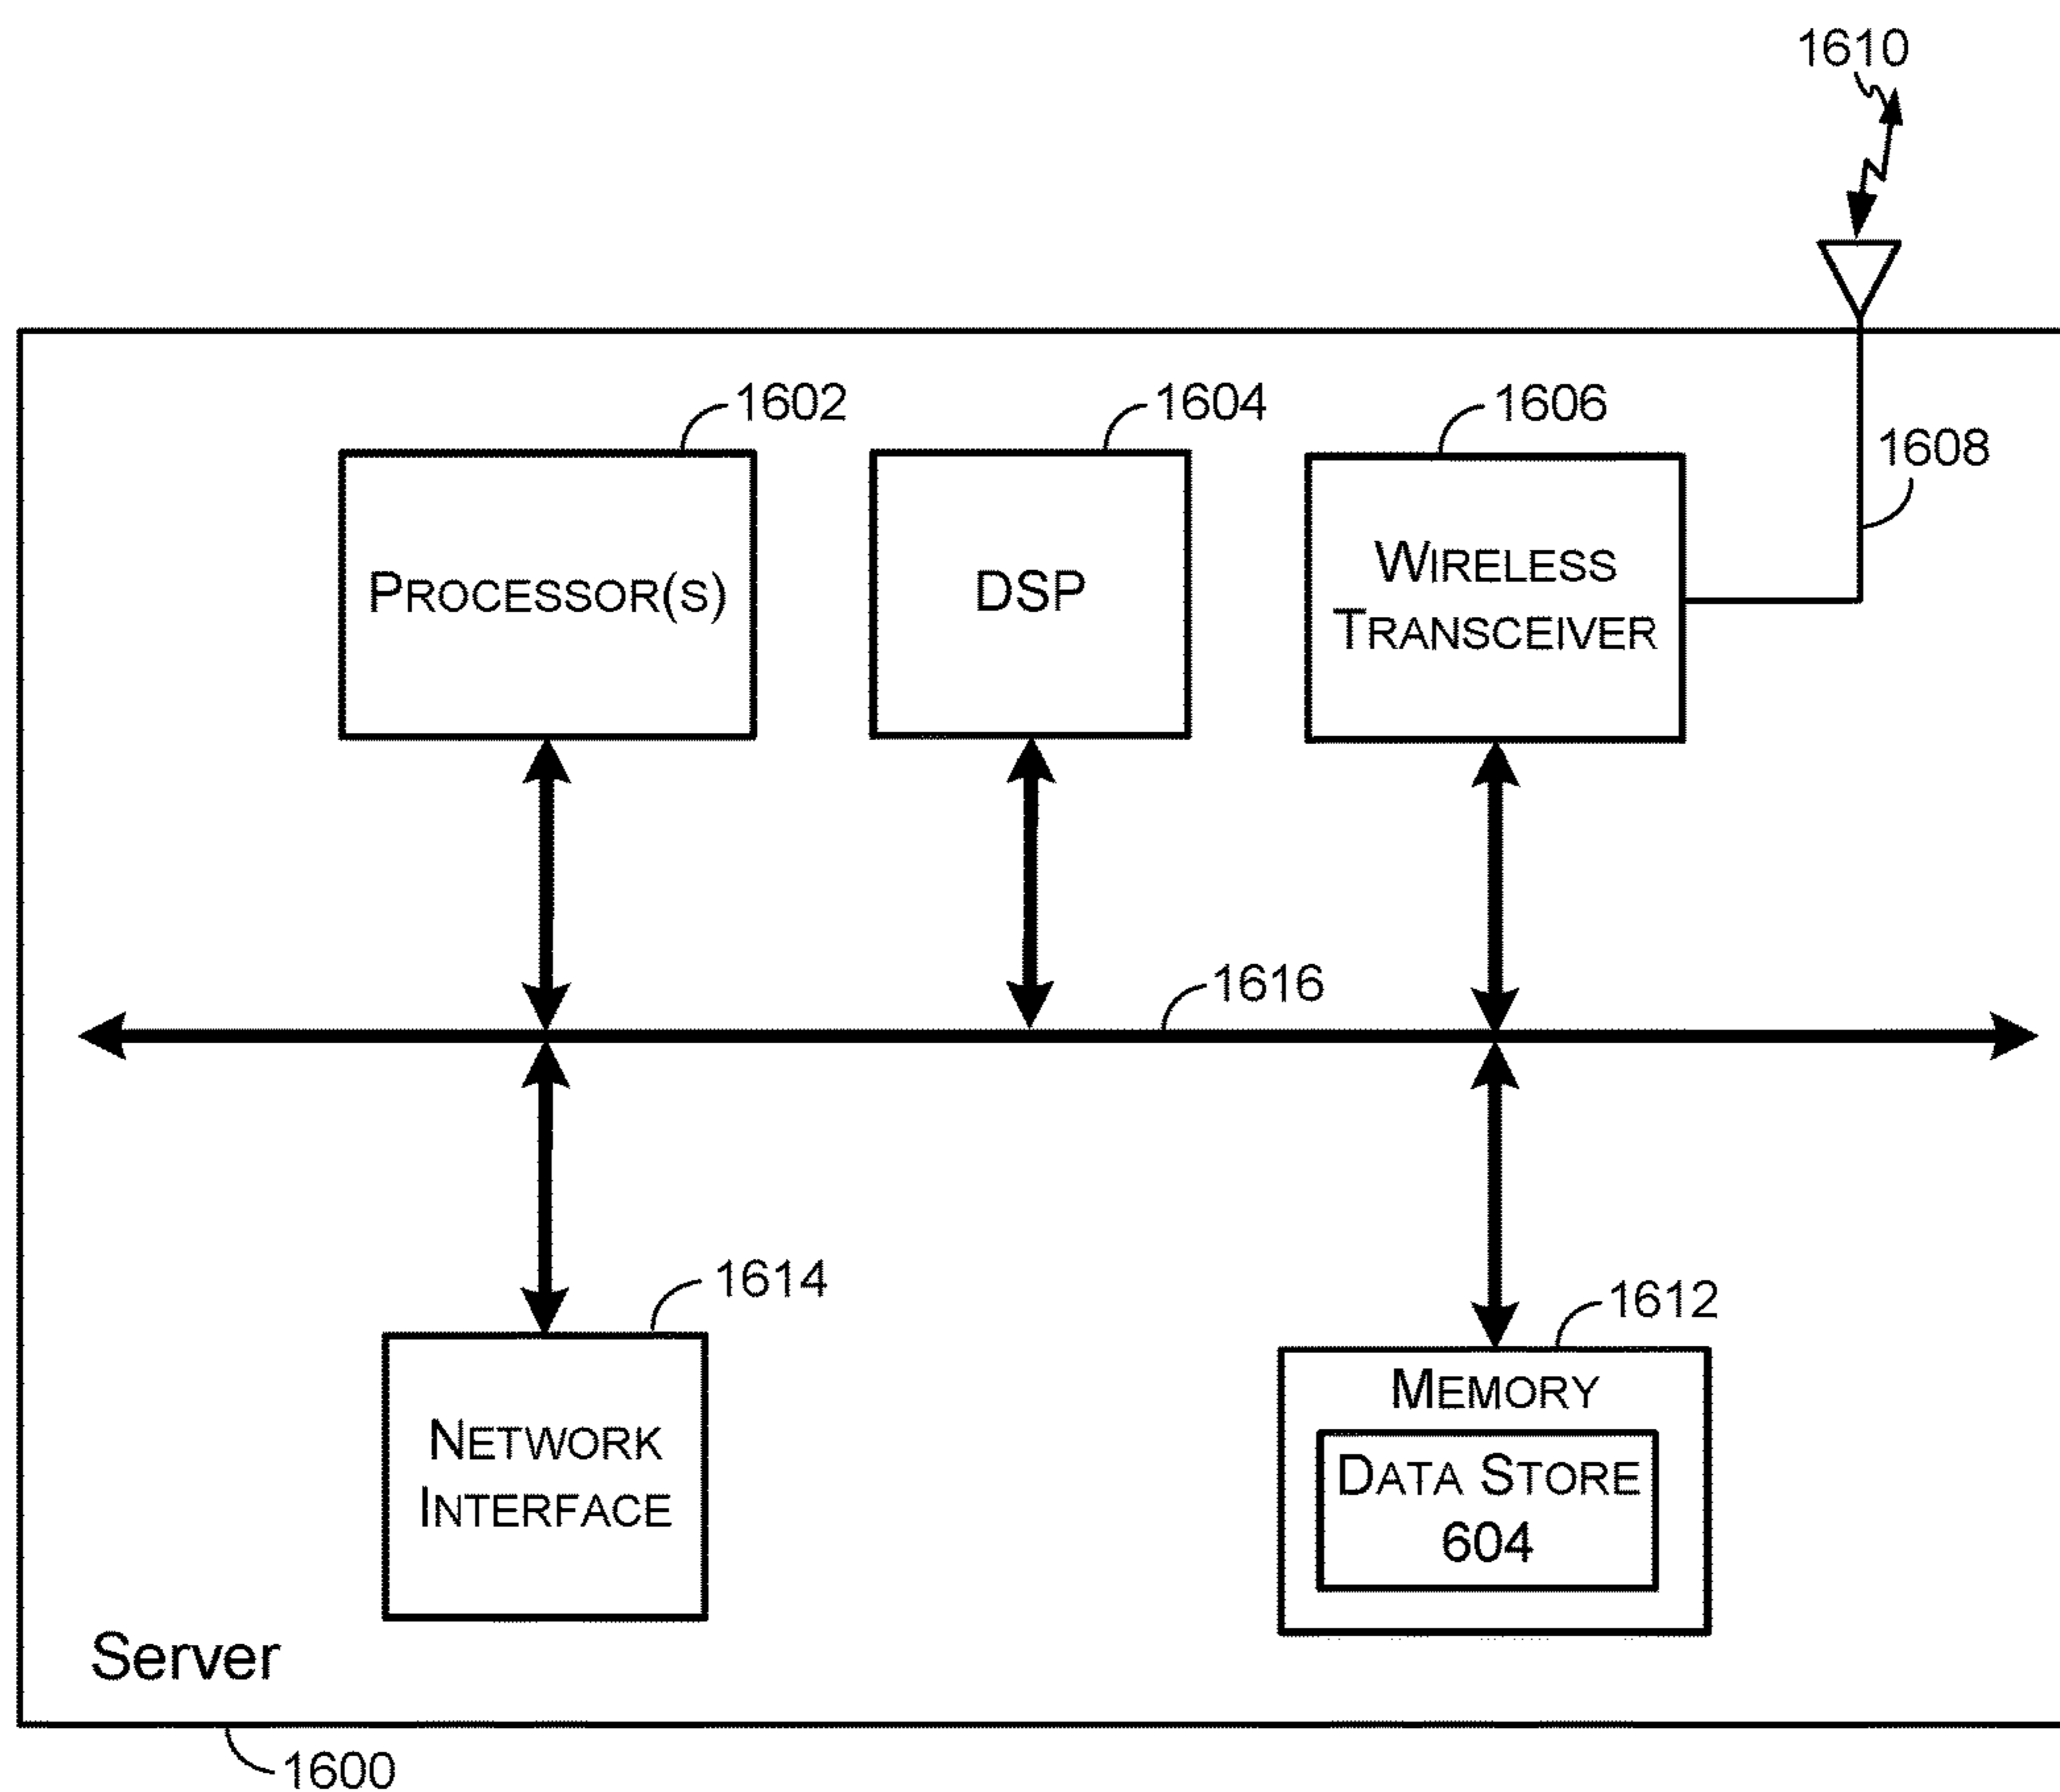 1610
1602
1604
1606
1608
PROCESSOR(S)
DSP
WIRELESS
TRANSCEIVER
1616
1614
1612
NETWORK
INTERFACE
MEMORY
DATA STORE
604
Server
1600